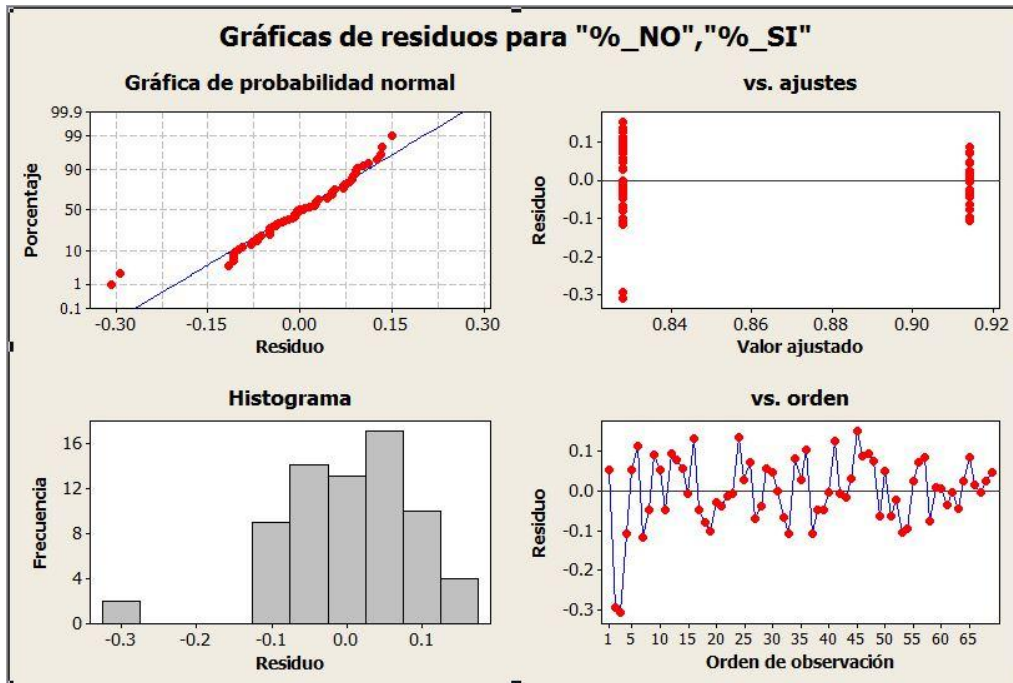 Gráficas de residuos para "%_NO","%_SI"
Gráfica de probabilidad normal
99.9
99
90
50
10
1
0.1
Porcentaje
-0.30 -0.15 0.00 0.15 0.30
Residuo
vs. ajustes
0.1
0.0
-0.1
-0.2
-0.3
Residuo
0.84 0.86 0.88 0.90 0.92
Valor ajustado
Histograma
16
12
8
4
0
Frecuencia
-0.3 -0.2 -0.1 0.0 0.1
Residuo
vs. orden
0.1
0.0
-0.1
-0.2
-0.3
Residuo
1 5 10 15 20 25 30 35 40 45 50 55 60 65
Orden de observación